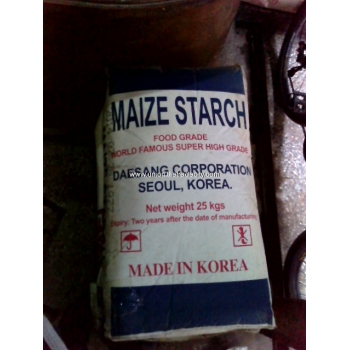 MAIZE STARCH
FOOD GRADE
WORLD FAMOUS SUPER HIGH GRADE
DAESANG CORPORATION
SEOUL, KOREA.
Net weight 25 kgs
Expiry: Two years after the date of manufacturing
MADE IN KOREA